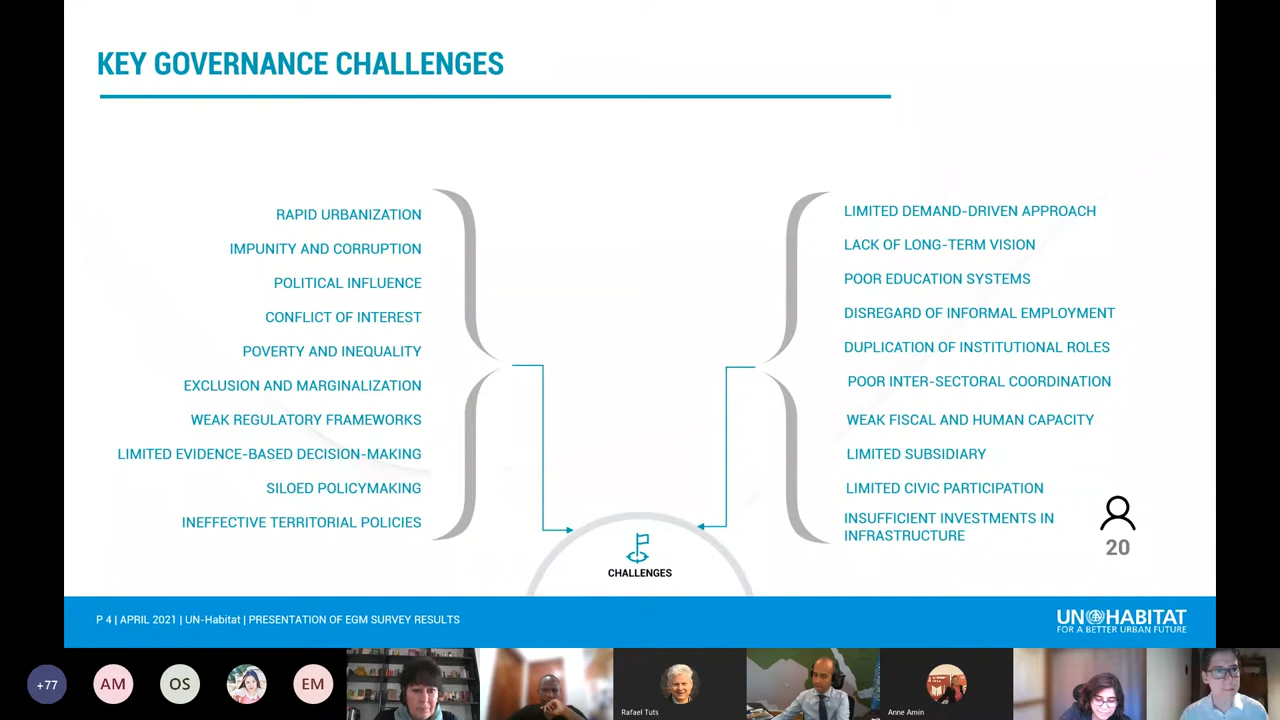 KEY GOVERNANCE CHALLENGES
RAPID URBANIZATION
IMPUNITY AND CORRUPTION
POLITICAL INFLUENCE
CONFLICT OF INTEREST
POVERTY AND INEQUALITY
EXCLUSION AND MARGINALIZATION
WEAK REGULATORY FRAMEWORKS
LIMITED EVIDENCE-BASED DECISION-MAKING
SILOED POLICYMAKING
INEFFECTIVE TERRITORIAL POLICIES
LIMITED DEMAND-DRIVEN APPROACH
LACK OF LONG-TERM VISION
POOR EDUCATION SYSTEMS
DISREGARD OF INFORMAL EMPLOYMENT
DUPLICATION OF INSTITUTIONAL ROLES
POOR INTER-SECTORAL COORDINATION
WEAK FISCAL AND HUMAN CAPACITY
LIMITED SUBSIDIARY
LIMITED CIVIC PARTICIPATION
INSUFFICIENT INVESTMENTS IN
INFRASTRUCTURE
20
CHALLENGES
P 4 | APRIL 2021 | UN-Habitat | PRESENTATION OF EGM SURVEY RESULTS
UN HABITAT
FOR A BETTER URBAN FUTURE
+77
AM
OS
EM
Rafael Tuts
Anne Amin